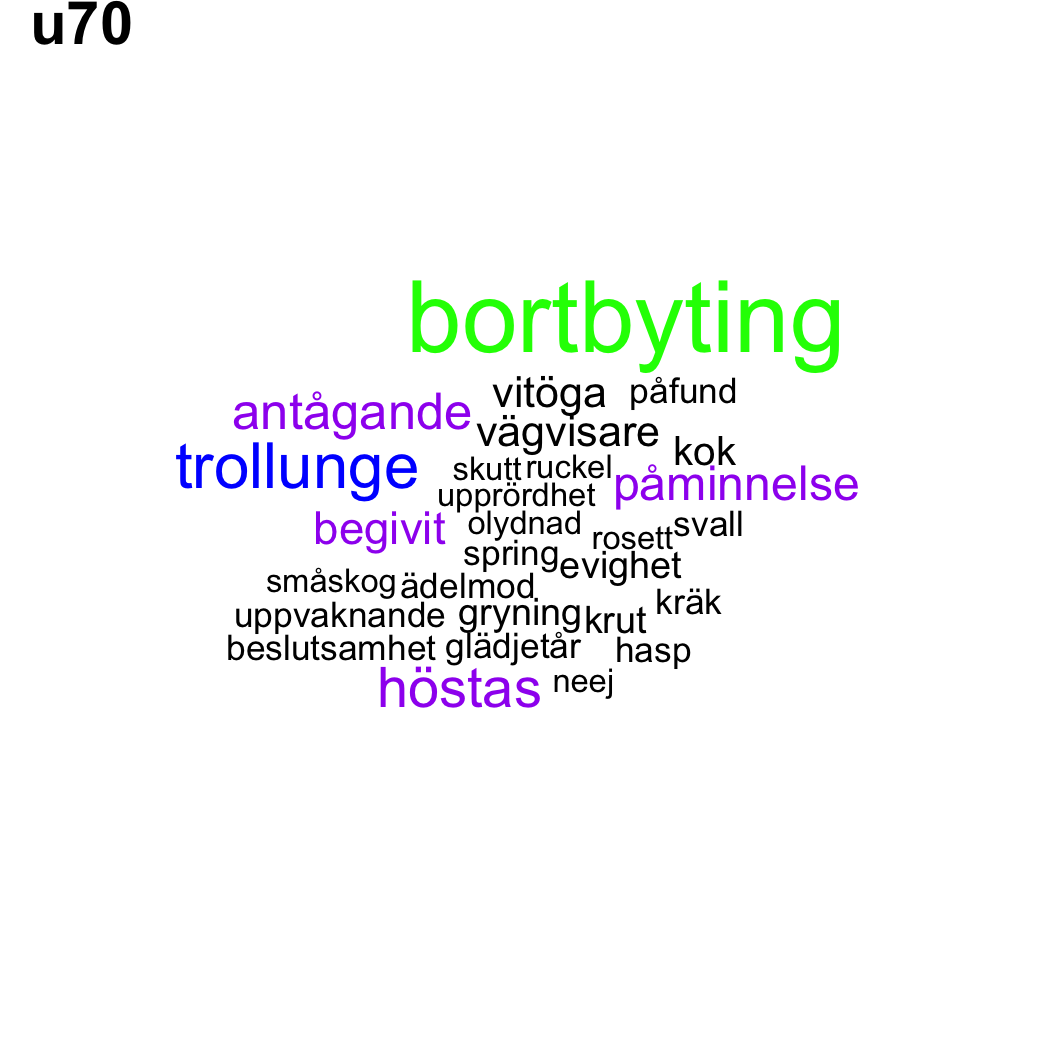 u70
bortbyting
vitöga påfund
antågande
vägvisare
kok
trollunge
skutt ruckel
påminnelse
upprördhet
begivit
olydnad
rosett
svall
spring
evighet
småskog
ädelmod
kräk
uppvaknande
gryning
krut
beslutsamhet
glädjetår
hasp
höstas
neej